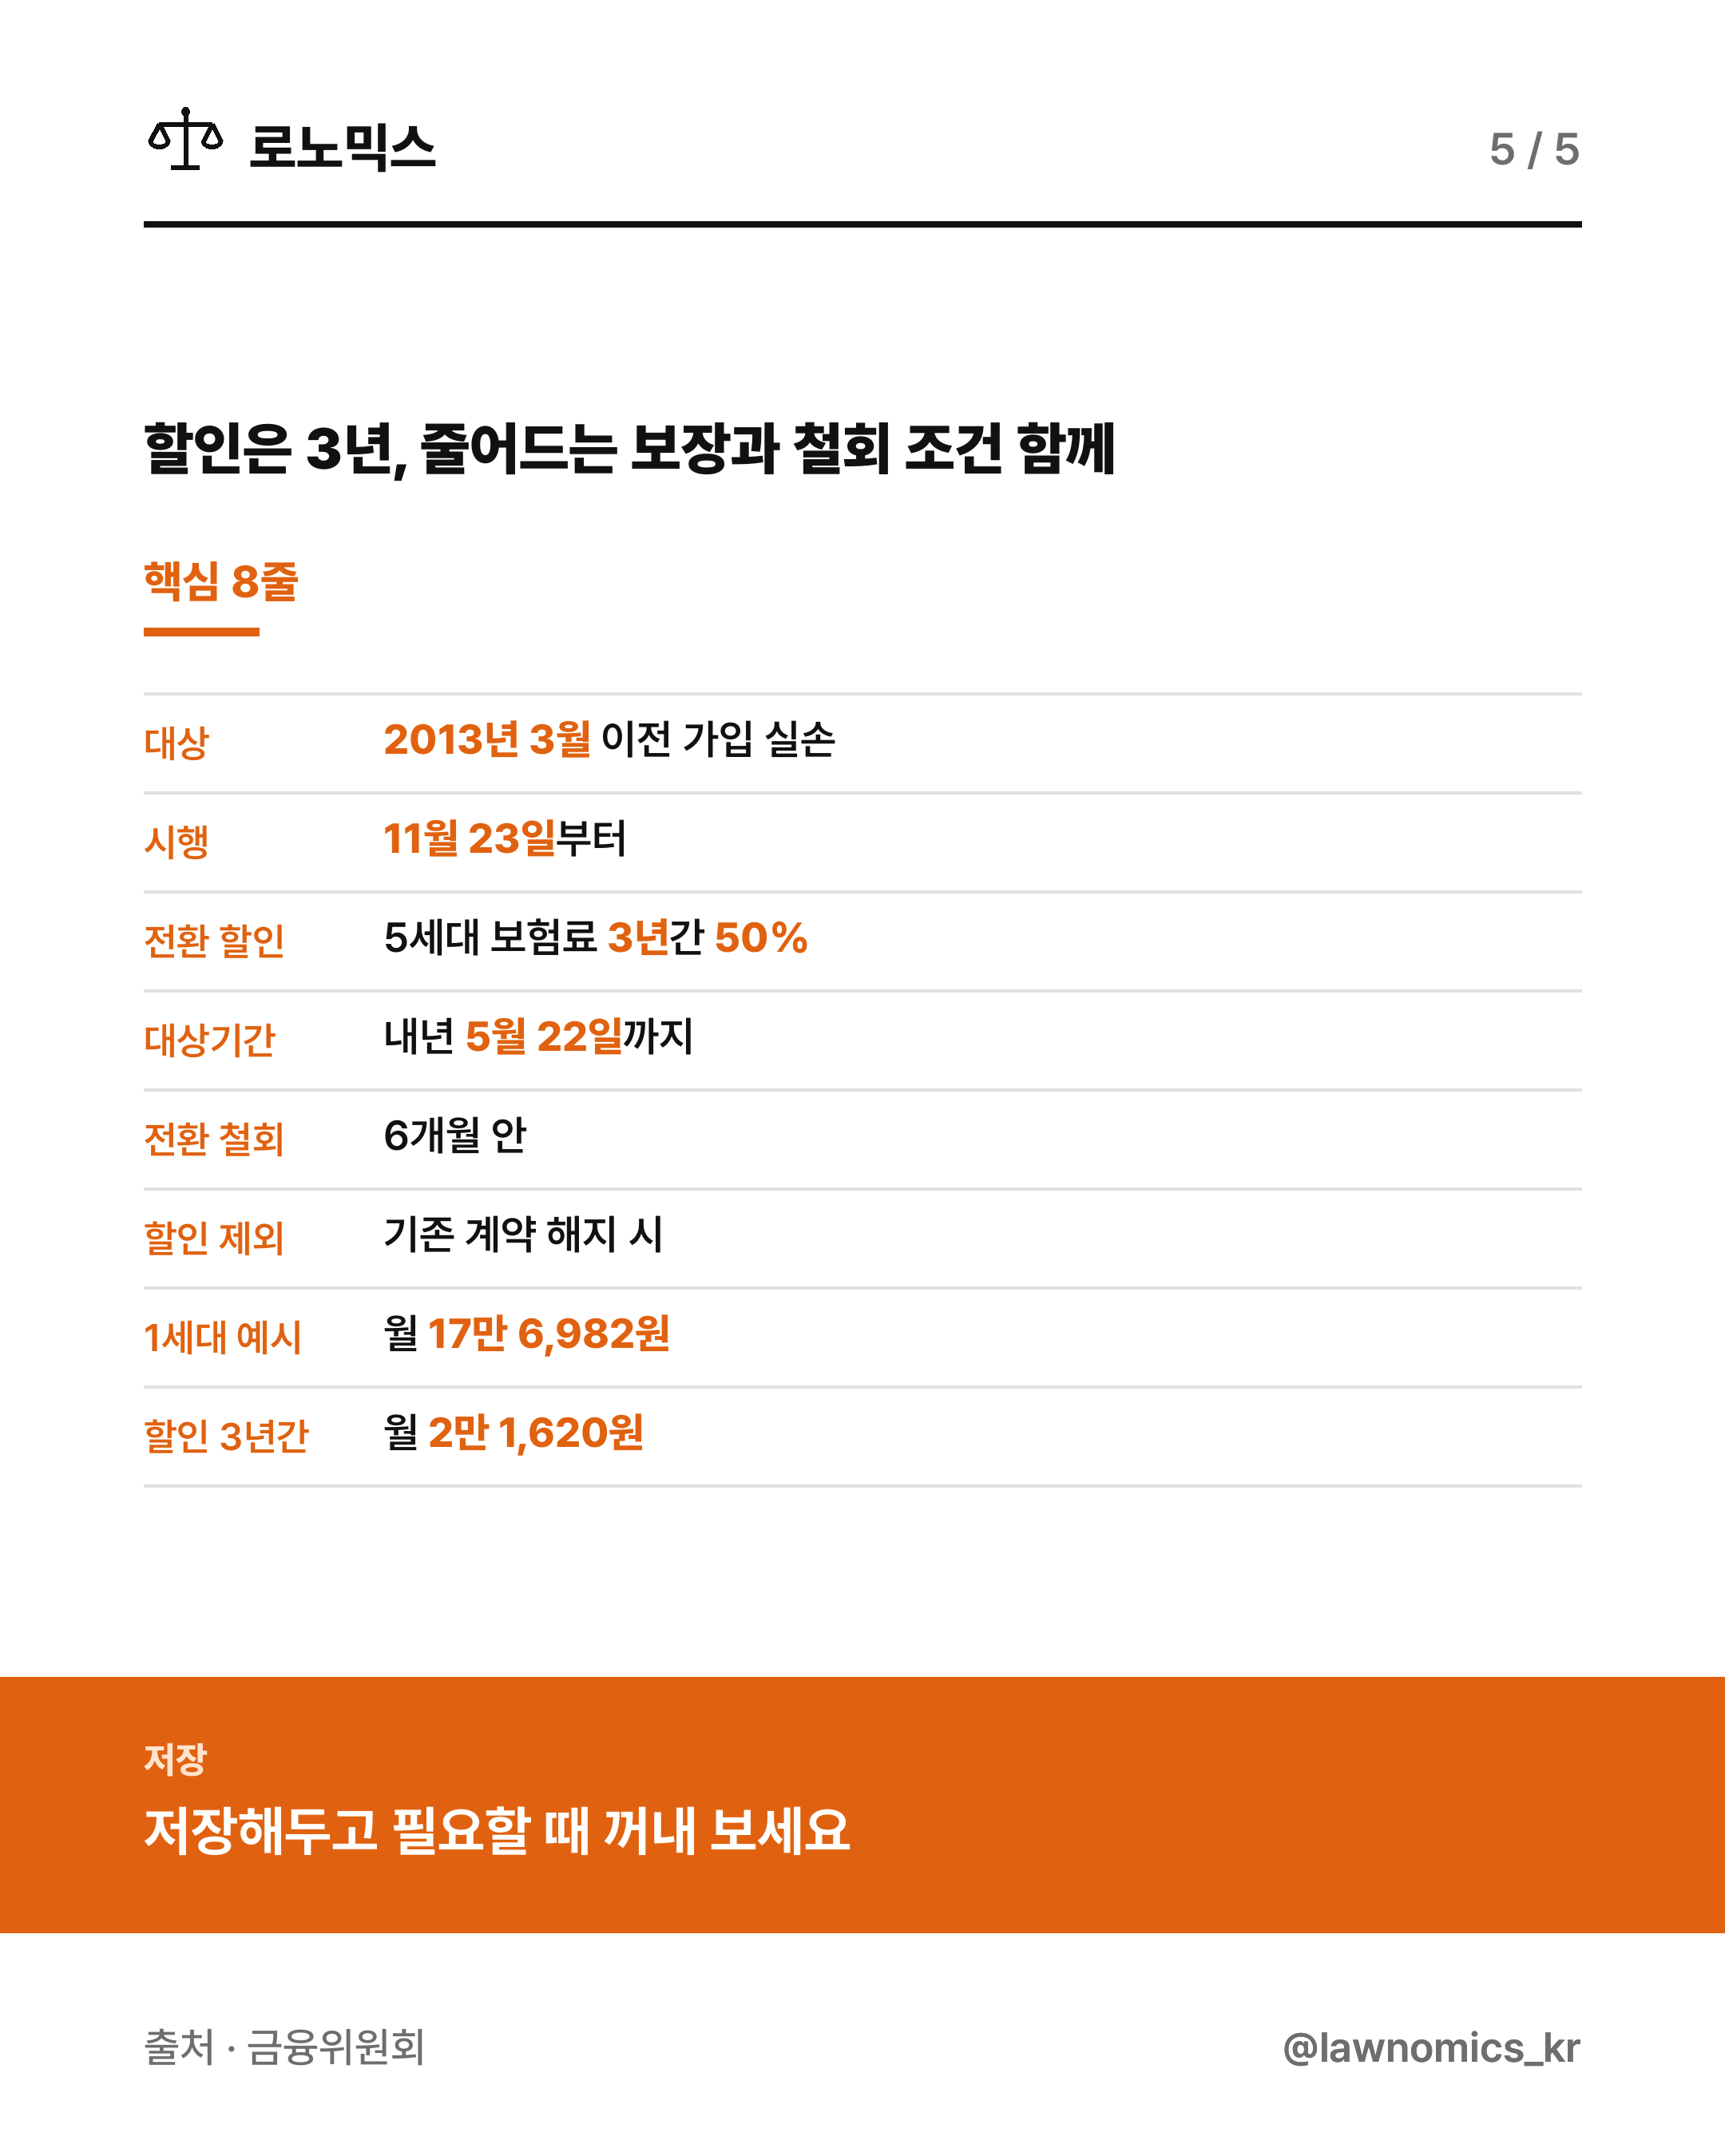 로노믹스
5 / 5
할인은 3년, 줄어드는 보장과 철회 조건 함께
핵심 8줄
대상 2013년 3월 이전 가입 실손
시행 11월 23일부터
전환 할인 5세대 보험료 3년간 50%
대상기간 내년 5월 22일까지
전환 철회 6개월 안
할인 제외 기존 계약 해지 시
1세대 예시 월 17만 6,982원
할인 3년간 월 2만 1,620원
저장
저장해두고 필요할 때 꺼내 보세요
출처 · 금융위원회
@lawnomics_kr